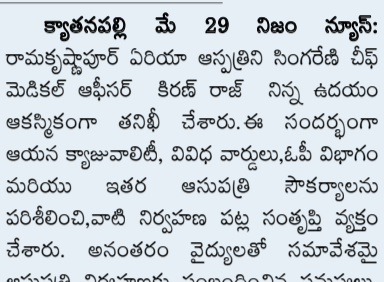 క్యాతనపల్లి మే 29 నిజం న్యూస్:
రామకృష్ణాపూర్ ఏరియా ఆస్పత్రిని సింగరేణి చీఫ్
మెడికల్ ఆఫీసర్ కిరణ్ రాజ్ నిన్న ఉదయం
ఆకస్మికంగా తనిఖీ చేశారు.ఈ సందర్భంగా
ఆయన క్యాజువాలిటీ, వివిధ వార్డులు,ఓపీ విభాగం
మరియు ఇతర ఆసుపత్రి సౌకర్యాలను
పరిశీలించి,వాటి నిర్వహణ పట్ల సంతృప్తి వ్యక్తం
చేశారు. అనంతరం వైద్యులతో సమావేశమై